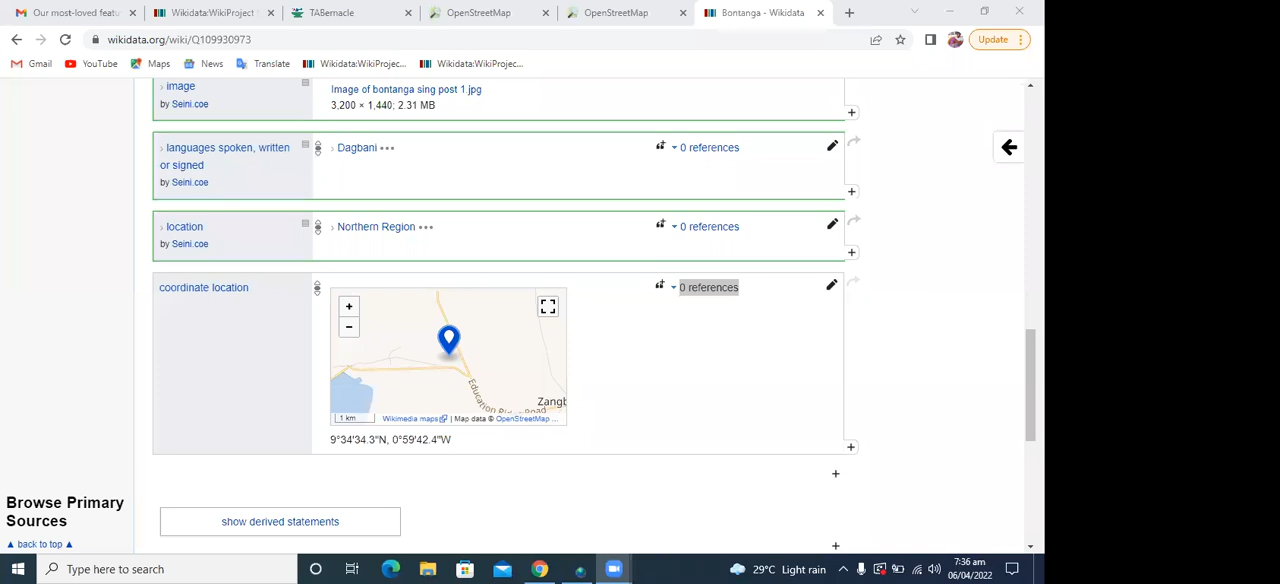 Our most-loved featu
Wikidata:WikiProject
TABernacle
OpenStreetMap
OpenStreetMap
Bontanga - Wikidata
wikidata.org/wiki/Q109930973
Update
Gmail
YouTube
Maps
News
Translate
Wikidata:WikiProjec...
Wikidata:WikiProjec...
image
by Seini.coe
Image of bontanga sing post 1.jpg
3,200 × 1,440; 2.31 MB
languages spoken, written
or signed
by Seini.coe
Dagbani
0 references
location
by Seini.coe
Northern Region
0 references
coordinate location
0 references
+
−
Zangb
1 km
Wikimedia maps | Map data © OpenStreetMap ...
9°34'34.3"N, 0°59'42.4"W
Browse Primary
Sources
▲ back to top ▲
show derived statements
Type here to search
29°C Light rain
7:36 am
06/04/2022